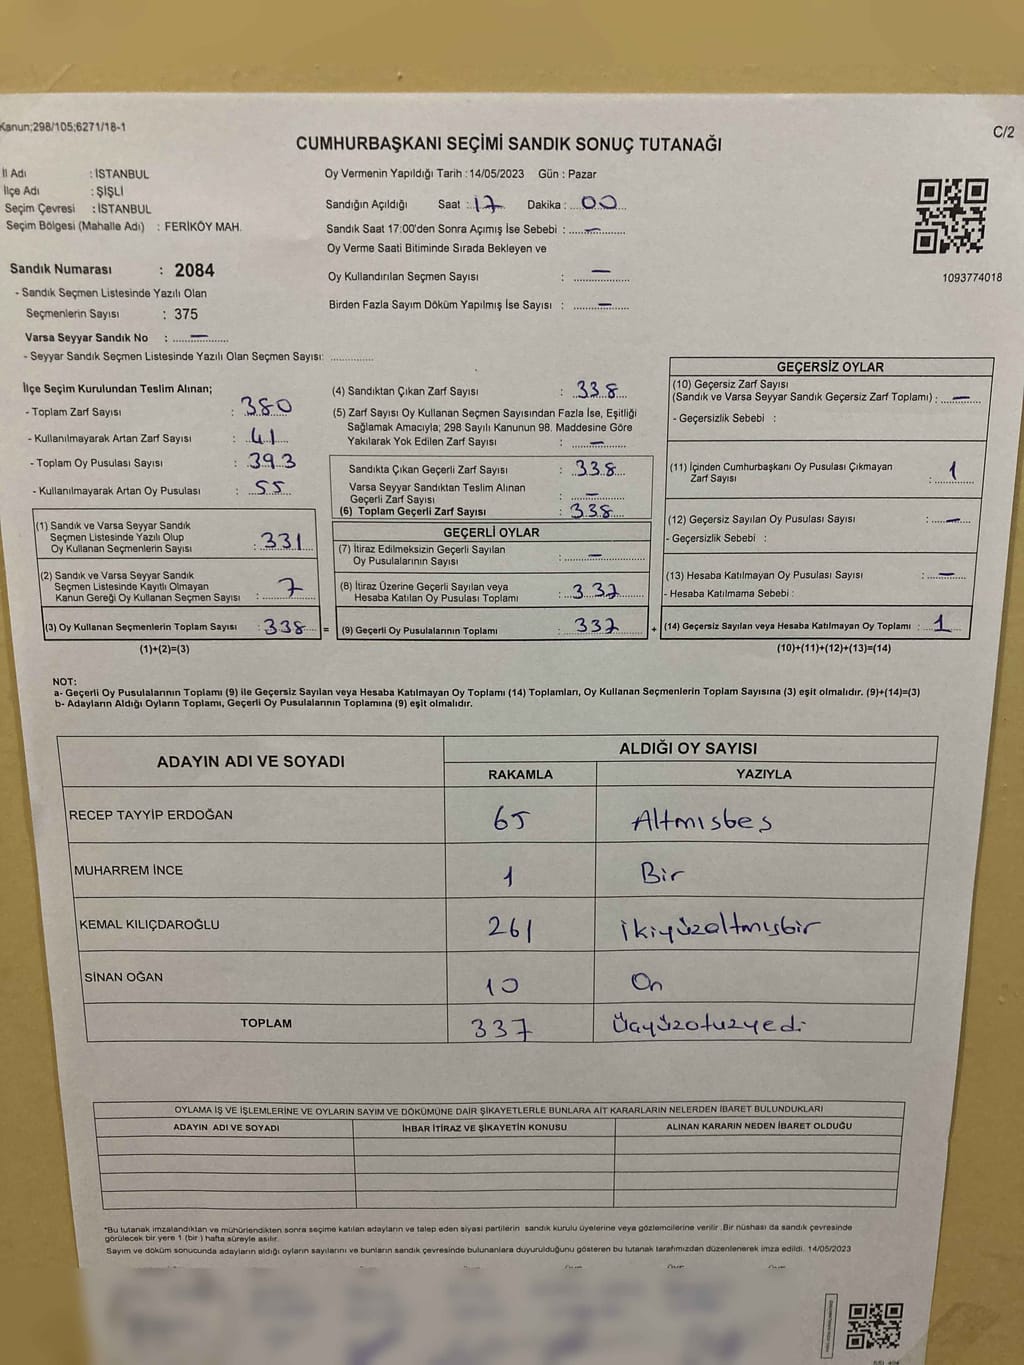 Kanun;298/105;6271/18-1
C/2
CUMHURBAŞKANI SEÇİMİ SANDIK SONUÇ TUTANAĞI
İl Adı : İSTANBUL
İlçe Adı : ŞİŞLİ
Seçim Çevresi : İSTANBUL
Seçim Bölgesi (Mahalle Adı) : FERİKÖY MAH.
Sandık Numarası : 2084
- Sandık Seçmen Listesinde Yazılı Olan
Seçmenlerin Sayısı : 375
Varsa Seyyar Sandık No : —
- Seyyar Sandık Seçmen Listesinde Yazılı Olan Seçmen Sayısı: ..............
Oy Vermenin Yapıldığı Tarih :14/05/2023 Gün : Pazar
Sandığın Açıldığı Saat : 17 Dakika : 00
Sandık Saat 17:00'den Sonra Açımış İse Sebebi : —
Oy Verme Saati Bitiminde Sırada Bekleyen ve
Oy Kullandırılan Seçmen Sayısı : —
Birden Fazla Sayım Döküm Yapılmış İse Sayısı : —
1093774018
İlçe Seçim Kurulundan Teslim Alınan;
- Toplam Zarf Sayısı : 380
- Kullanılmayarak Artan Zarf Sayısı : 41
- Toplam Oy Pusulası Sayısı : 393
- Kullanılmayarak Artan Oy Pusulası : 55
(1) Sandık ve Varsa Seyyar Sandık
Seçmen Listesinde Yazılı Olup
Oy Kullanan Seçmenlerin Sayısı : 331
(2) Sandık ve Varsa Seyyar Sandık
Seçmen Listesinde Kayıtlı Olmayan
Kanun Gereği Oy Kullanan Seçmen Sayısı : 7
(3) Oy Kullanan Seçmenlerin Toplam Sayısı : 338 =
(1)+(2)=(3)
(4) Sandıktan Çıkan Zarf Sayısı : 338
(5) Zarf Sayısı Oy Kullanan Seçmen Sayısından Fazla İse, Eşitliği
Sağlamak Amacıyla; 298 Sayılı Kanunun 98. Maddesine Göre
Yakılarak Yok Edilen Zarf Sayısı : —
Sandıkta Çıkan Geçerli Zarf Sayısı : 338
Varsa Seyyar Sandıktan Teslim Alınan
Geçerli Zarf Sayısı : —
(6) Toplam Geçerli Zarf Sayısı : 338
GEÇERLİ OYLAR
(7) İtiraz Edilmeksizin Geçerli Sayılan
Oy Pusulalarının Sayısı : —
(8) İtiraz Üzerine Geçerli Sayılan veya
Hesaba Katılan Oy Pusulası Toplamı : 337
(9) Geçerli Oy Pusulalarının Toplamı : 337 +
GEÇERSİZ OYLAR
(10) Geçersiz Zarf Sayısı
(Sandık ve Varsa Seyyar Sandık Geçersiz Zarf Toplamı) : —
- Geçersizlik Sebebi :
(11) İçinden Cumhurbaşkanı Oy Pusulası Çıkmayan
Zarf Sayısı : 1
(12) Geçersiz Sayılan Oy Pusulası Sayısı : —
- Geçersizlik Sebebi :
(13) Hesaba Katılmayan Oy Pusulası Sayısı : —
- Hesaba Katılmama Sebebi :
(14) Geçersiz Sayılan veya Hesaba Katılmayan Oy Toplamı : 1
(10)+(11)+(12)+(13)=(14)
NOT:
a- Geçerli Oy Pusulalarının Toplamı (9) ile Geçersiz Sayılan veya Hesaba Katılmayan Oy Toplamı (14) Toplamları, Oy Kullanan Seçmenlerin Toplam Sayısına (3) eşit olmalıdır. (9)+(14)=(3)
b- Adayların Aldığı Oyların Toplamı, Geçerli Oy Pusulalarının Toplamına (9) eşit olmalıdır.
ADAYIN ADI VE SOYADI ALDIĞI OY SAYISI
RAKAMLA YAZIYLA
RECEP TAYYİP ERDOĞAN 65 Altmısbes
MUHARREM İNCE 1 Bir
KEMAL KILIÇDAROĞLU 261 ikiyüzaltmışbir
SİNAN OĞAN 10 On
TOPLAM 337 üçyüzotuzyedi
OYLAMA İŞ VE İŞLEMLERİNE VE OYLARIN SAYIM VE DÖKÜMÜNE DAİR ŞİKAYETLERLE BUNLARA AİT KARARLARIN NELERDEN İBARET BULUNDUKLARI
ADAYIN ADI VE SOYADI İHBAR İTİRAZ VE ŞİKAYETİN KONUSU ALINAN KARARIN NEDEN İBARET OLDUĞU
*Bu tutanak imzalandıktan ve mühürlendikten sonra seçime katılan adayların ve talep eden siyasi partilerin sandık kurulu üyelerine veya gözlemcilerine verilir. Bir nüshası da sandık çevresinde
görülecek bir yere 1 (bir ) hafta süreyle asılır.
Sayım ve döküm sonucunda adayların aldığı oyların sayılarını ve bunların sandık çevresinde bulunanlara duyurulduğunu gösteren bu tutanak tarafımızdan düzenlenerek imza edildi. 14/05/2023